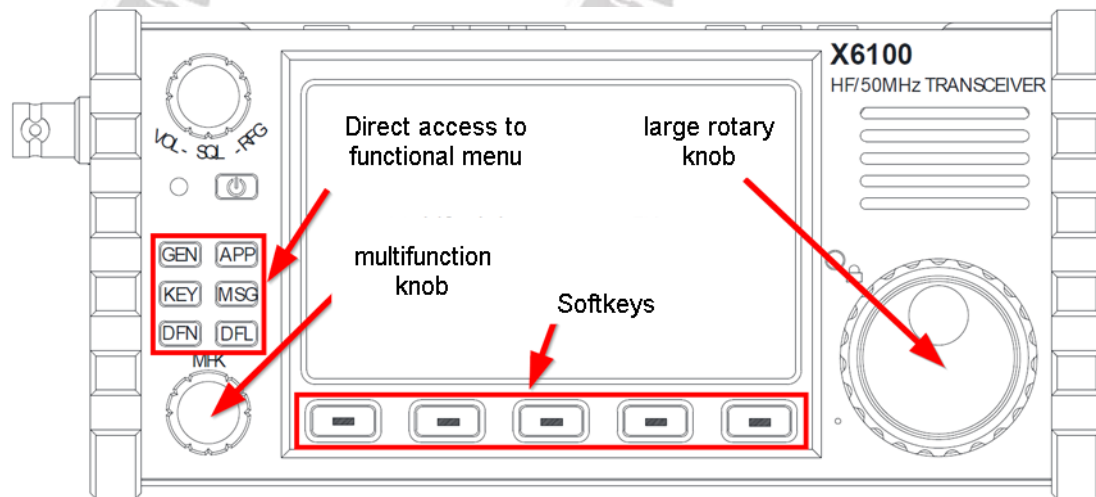 X6100
HF/50MHz TRANSCEIVER
VOL - SQL - RFG
Direct access to
functional menu
large rotary
knob
GEN APP
KEY MSG
DFN DFL
MFK
multifunction
knob
Softkeys